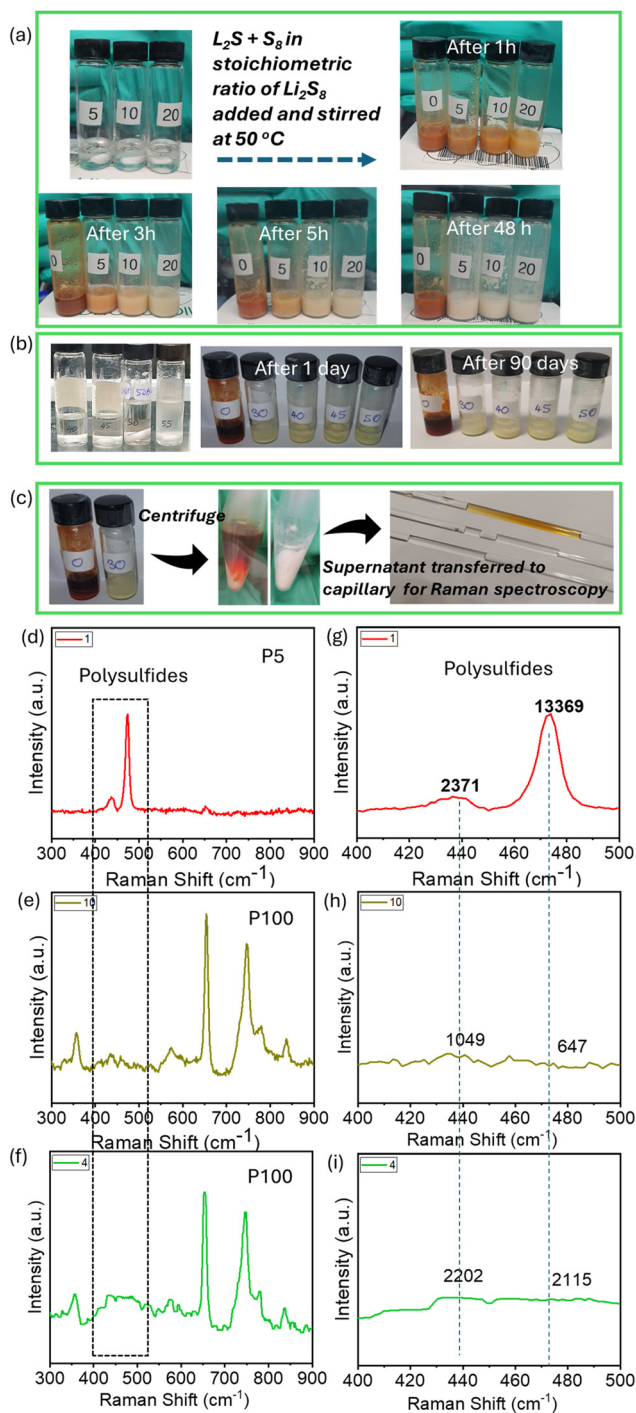 (a)
5 10 20
L₂S + S₈ in
stoichiometric
ratio of Li₂S₈
added and stirred
at 50 °C
After 1h
0 5 10 20
After 3h
0 5 10 20
After 5h
0 5 10 20
After 48 h
0 5 10 20
(b)
45 50 55
After 1 day
0 30 40 45 50
After 90 days
0 30 40 45 50
(c)
0 30
Centrifuge
Supernatant transferred to
capillary for Raman spectroscopy
(d)
1
P5
Polysulfides
Intensity (a.u.)
300 400 500 600 700 800 900
Raman Shift (cm⁻¹)
(g)
1
Polysulfides
13369
2371
Intensity (a.u.)
400 420 440 460 480 500
Raman Shift (cm⁻¹)
(e)
10
P100
Intensity (a.u.)
300 400 500 600 700 800 900
Raman Shift (cm⁻¹)
(h)
10
1049 647
Intensity (a.u.)
400 420 440 460 480 500
Raman Shift (cm⁻¹)
(f)
4
P100
Intensity (a.u.)
300 400 500 600 700 800 900
Raman Shift (cm⁻¹)
(i)
4
2202 2115
Intensity (a.u.)
400 420 440 460 480 500
Raman Shift (cm⁻¹)